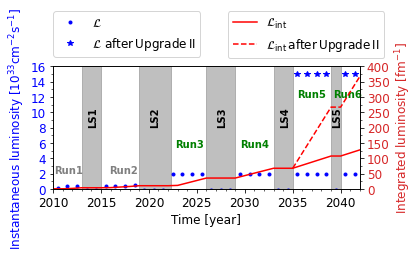 ℒ
ℒ after Upgrade II
ℒint
ℒint after Upgrade II
Instantaneous luminosity [10³³cm⁻²s⁻¹]
16
14
12
10
8
6
4
2
0
Run1
LS1
Run2
LS2
Run3
LS3
Run4
LS4
Run5
LS5
Run6
400
350
300
250
200
150
100
50
0
Integrated luminosity [fm⁻¹]
2010 2015 2020 2025 2030 2035 2040
Time [year]